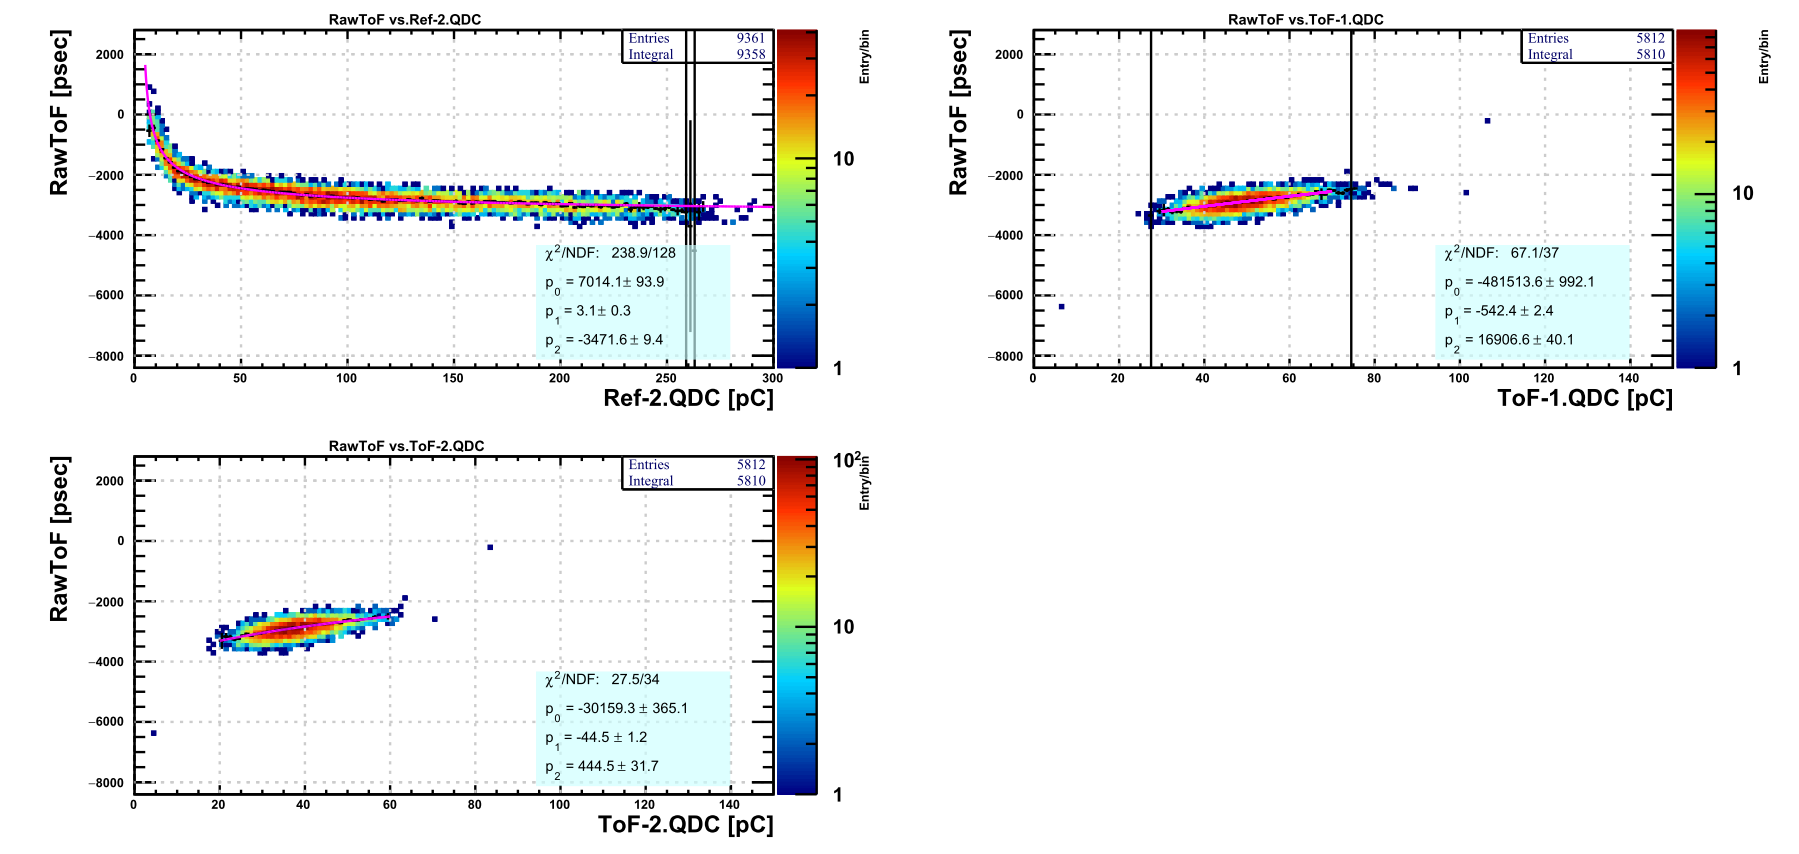 RawToF vs.Ref-2.QDC
Entries 9361
Integral 9358
RawToF [psec]
Entry/bin
2000
0
−2000
−4000
−6000
−8000
10
1
χ²/NDF: 238.9/128
p₀ = 7014.1± 93.9
p₁ = 3.1± 0.3
p₂ = -3471.6 ± 9.4
0 50 100 150 200 250 300
Ref-2.QDC [pC]
RawToF vs.ToF-1.QDC
Entries 5812
Integral 5810
RawToF [psec]
Entry/bin
2000
0
−2000
−4000
−6000
−8000
10
1
χ²/NDF: 67.1/37
p₀ = -481513.6 ± 992.1
p₁ = -542.4 ± 2.4
p₂ = 16906.6 ± 40.1
0 20 40 60 80 100 120 140
ToF-1.QDC [pC]
RawToF vs.ToF-2.QDC
Entries 5812
Integral 5810
RawToF [psec]
Entry/bin
2000
0
−2000
−4000
−6000
−8000
10²
10
1
χ²/NDF: 27.5/34
p₀ = -30159.3 ± 365.1
p₁ = -44.5 ± 1.2
p₂ = 444.5 ± 31.7
0 20 40 60 80 100 120 140
ToF-2.QDC [pC]